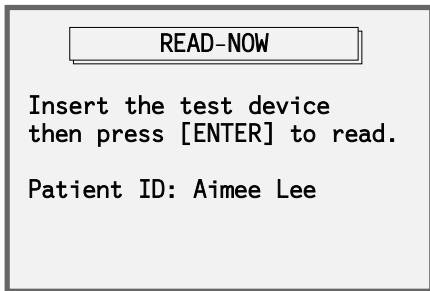 READ-NOW
Insert the test device
then press [ENTER] to read.
Patient ID: Aimee Lee